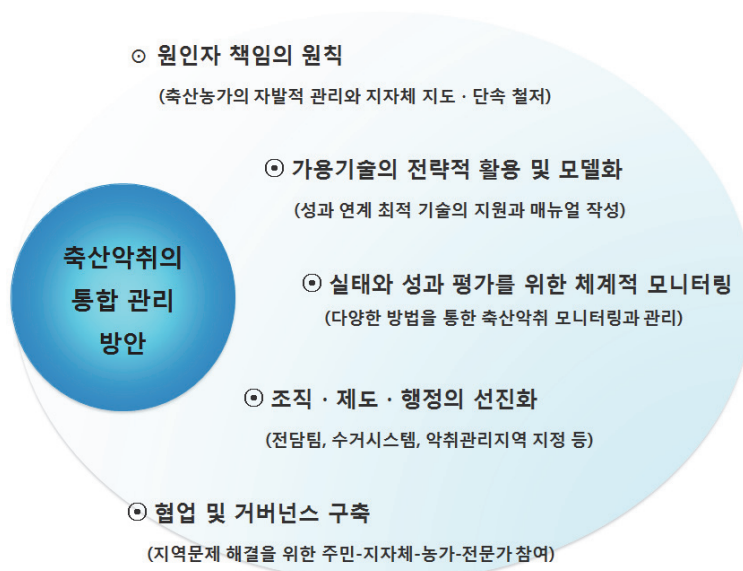 ⊙ 원인자 책임의 원칙
(축산농가의 자발적 관리와 지자체 지도 · 단속 철저)
⊙ 가용기술의 전략적 활용 및 모델화
(성과 연계 최적 기술의 지원과 매뉴얼 작성)
축산악취의
통합 관리
방안
⊙ 실태와 성과 평가를 위한 체계적 모니터링
(다양한 방법을 통한 축산악취 모니터링과 관리)
⊙ 조직 · 제도 · 행정의 선진화
(전담팀, 수거시스템, 악취관리지역 지정 등)
⊙ 협업 및 거버넌스 구축
(지역문제 해결을 위한 주민-지자체-농가-전문가 참여)